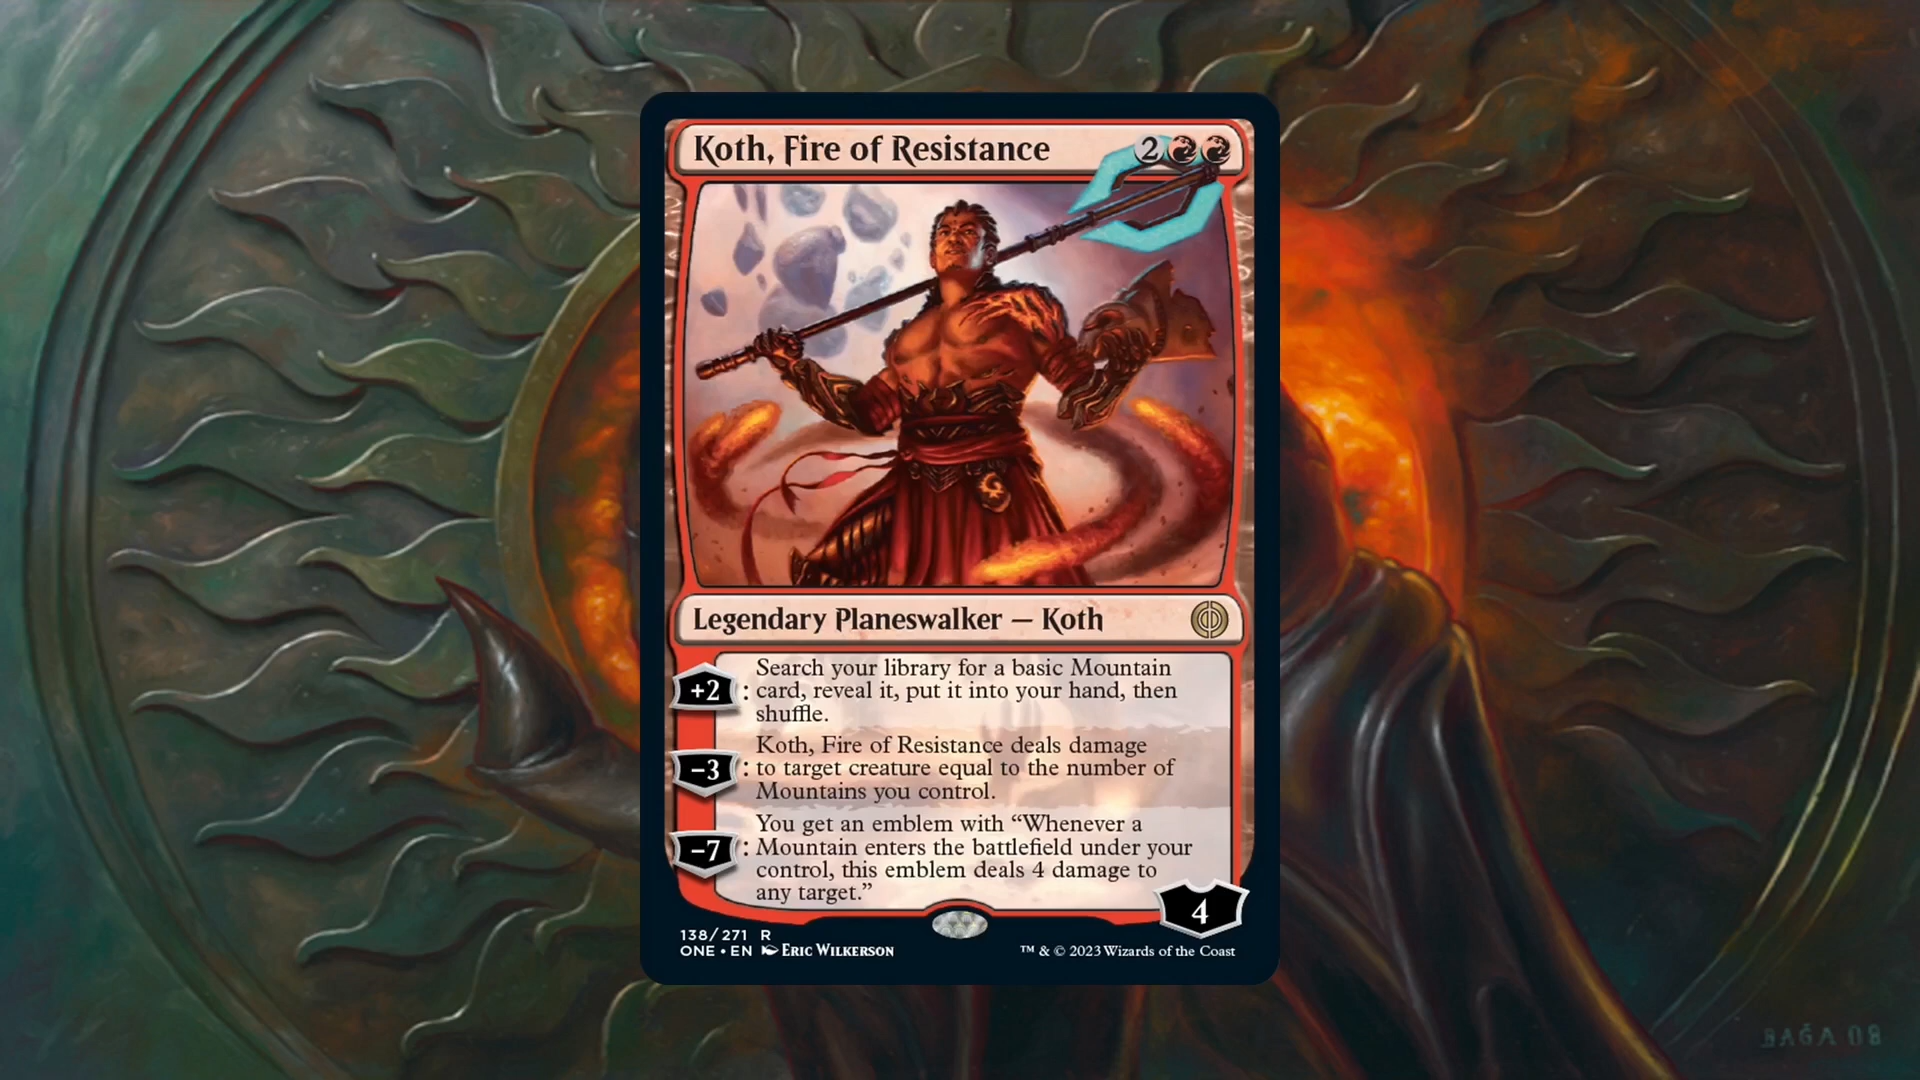 Koth, Fire of Resistance 2
Legendary Planeswalker — Koth
+2: Search your library for a basic Mountain
card, reveal it, put it into your hand, then
shuffle.
−3: Koth, Fire of Resistance deals damage
to target creature equal to the number of
Mountains you control.
−7: You get an emblem with “Whenever a
Mountain enters the battlefield under your
control, this emblem deals 4 damage to
any target.”
4
138/271 R
ONE • EN Eric Wilkerson
™ & © 2023 Wizards of the Coast
BAGA 08